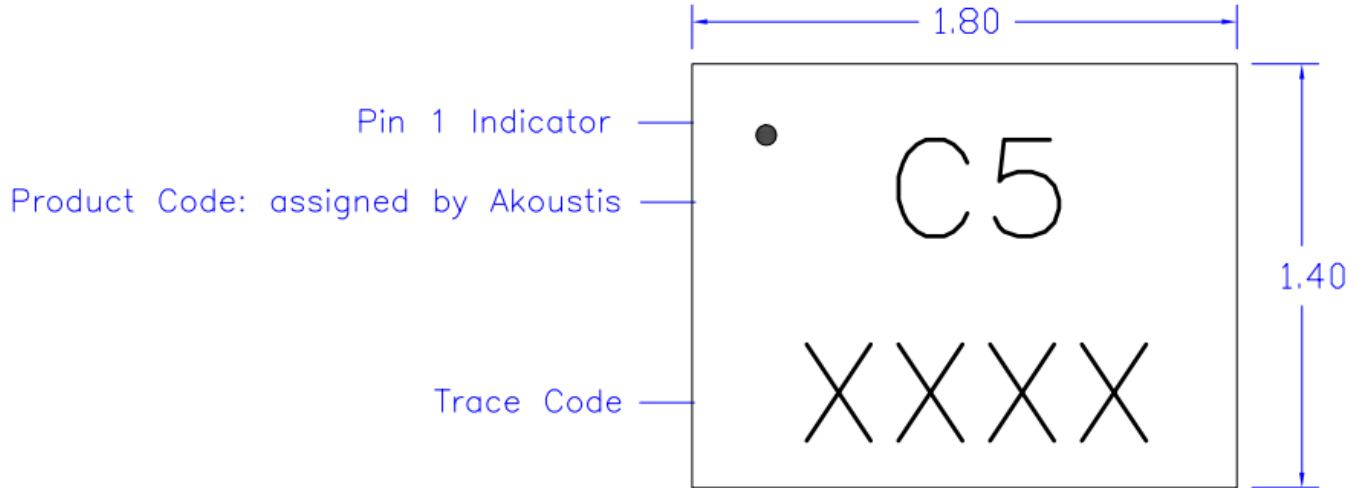 1.80
Pin 1 Indicator
C5
Product Code: assigned by Akoustis
1.40
XXXX
Trace Code